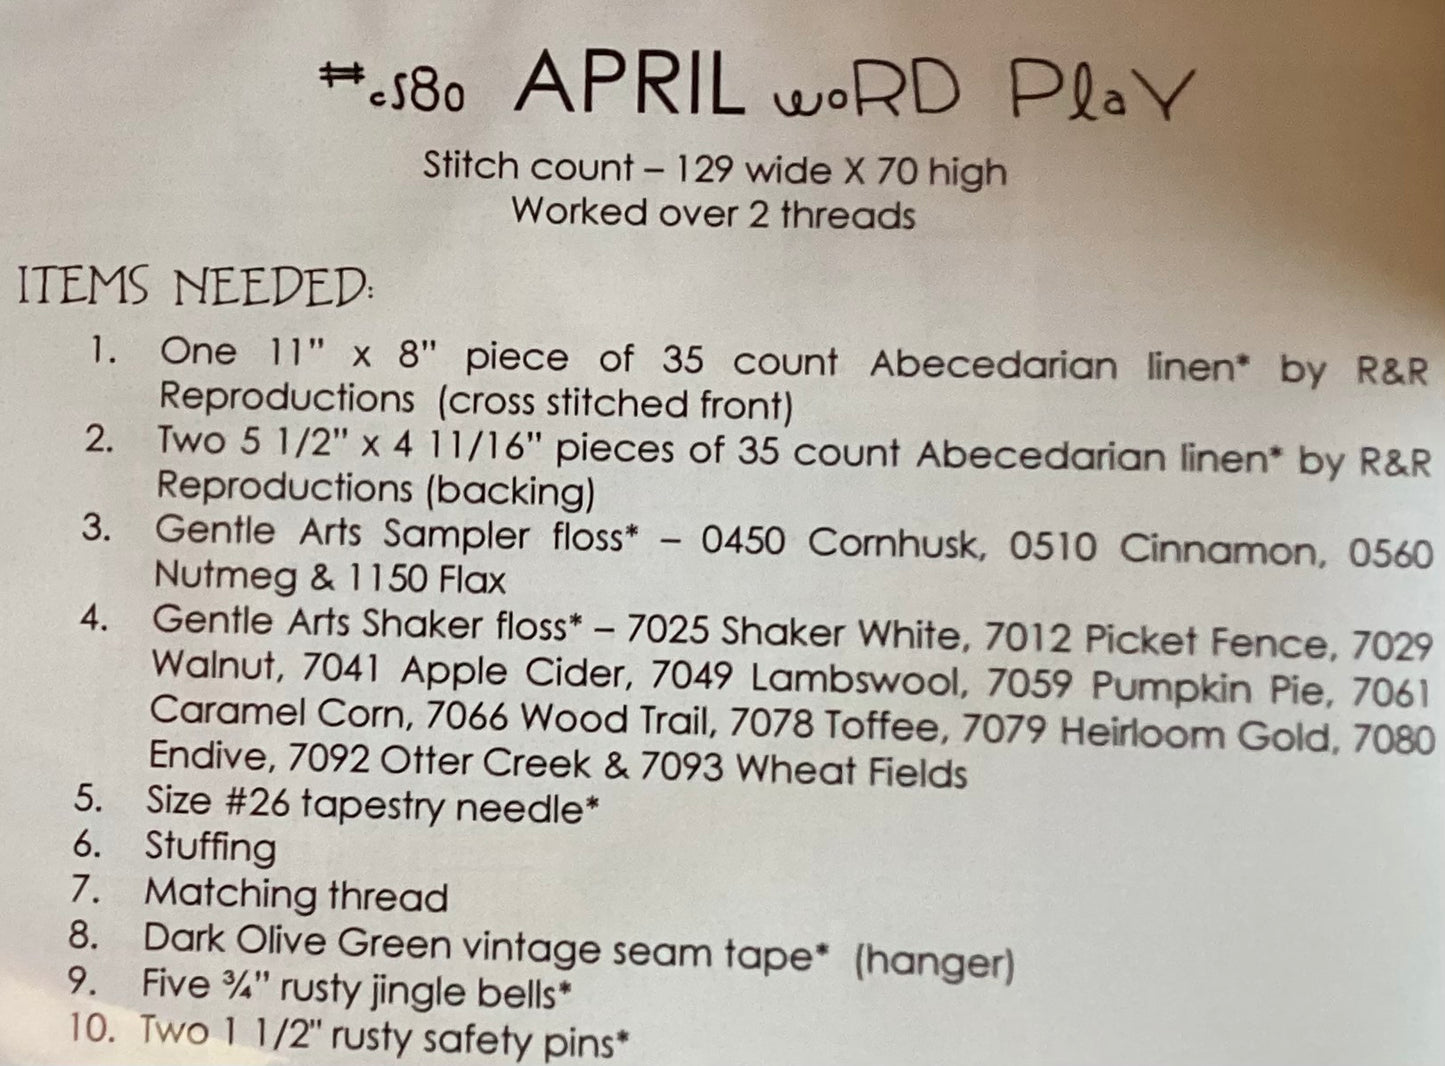 #cs80 APRIL woRD PlaY
Stitch count – 129 wide X 70 high
Worked over 2 threads
ITEMS NEEDED:
1. One 11" x 8" piece of 35 count Abecedarian linen* by R&R
Reproductions (cross stitched front)
2. Two 5 1/2" x 4 11/16" pieces of 35 count Abecedarian linen* by R&R
Reproductions (backing)
3. Gentle Arts Sampler floss* – 0450 Cornhusk, 0510 Cinnamon, 0560
Nutmeg & 1150 Flax
4. Gentle Arts Shaker floss* – 7025 Shaker White, 7012 Picket Fence, 7029
Walnut, 7041 Apple Cider, 7049 Lambswool, 7059 Pumpkin Pie, 7061
Caramel Corn, 7066 Wood Trail, 7078 Toffee, 7079 Heirloom Gold, 7080
Endive, 7092 Otter Creek & 7093 Wheat Fields
5. Size #26 tapestry needle*
6. Stuffing
7. Matching thread
8. Dark Olive Green vintage seam tape* (hanger)
9. Five ¾" rusty jingle bells*
10. Two 1 1/2" rusty safety pins*